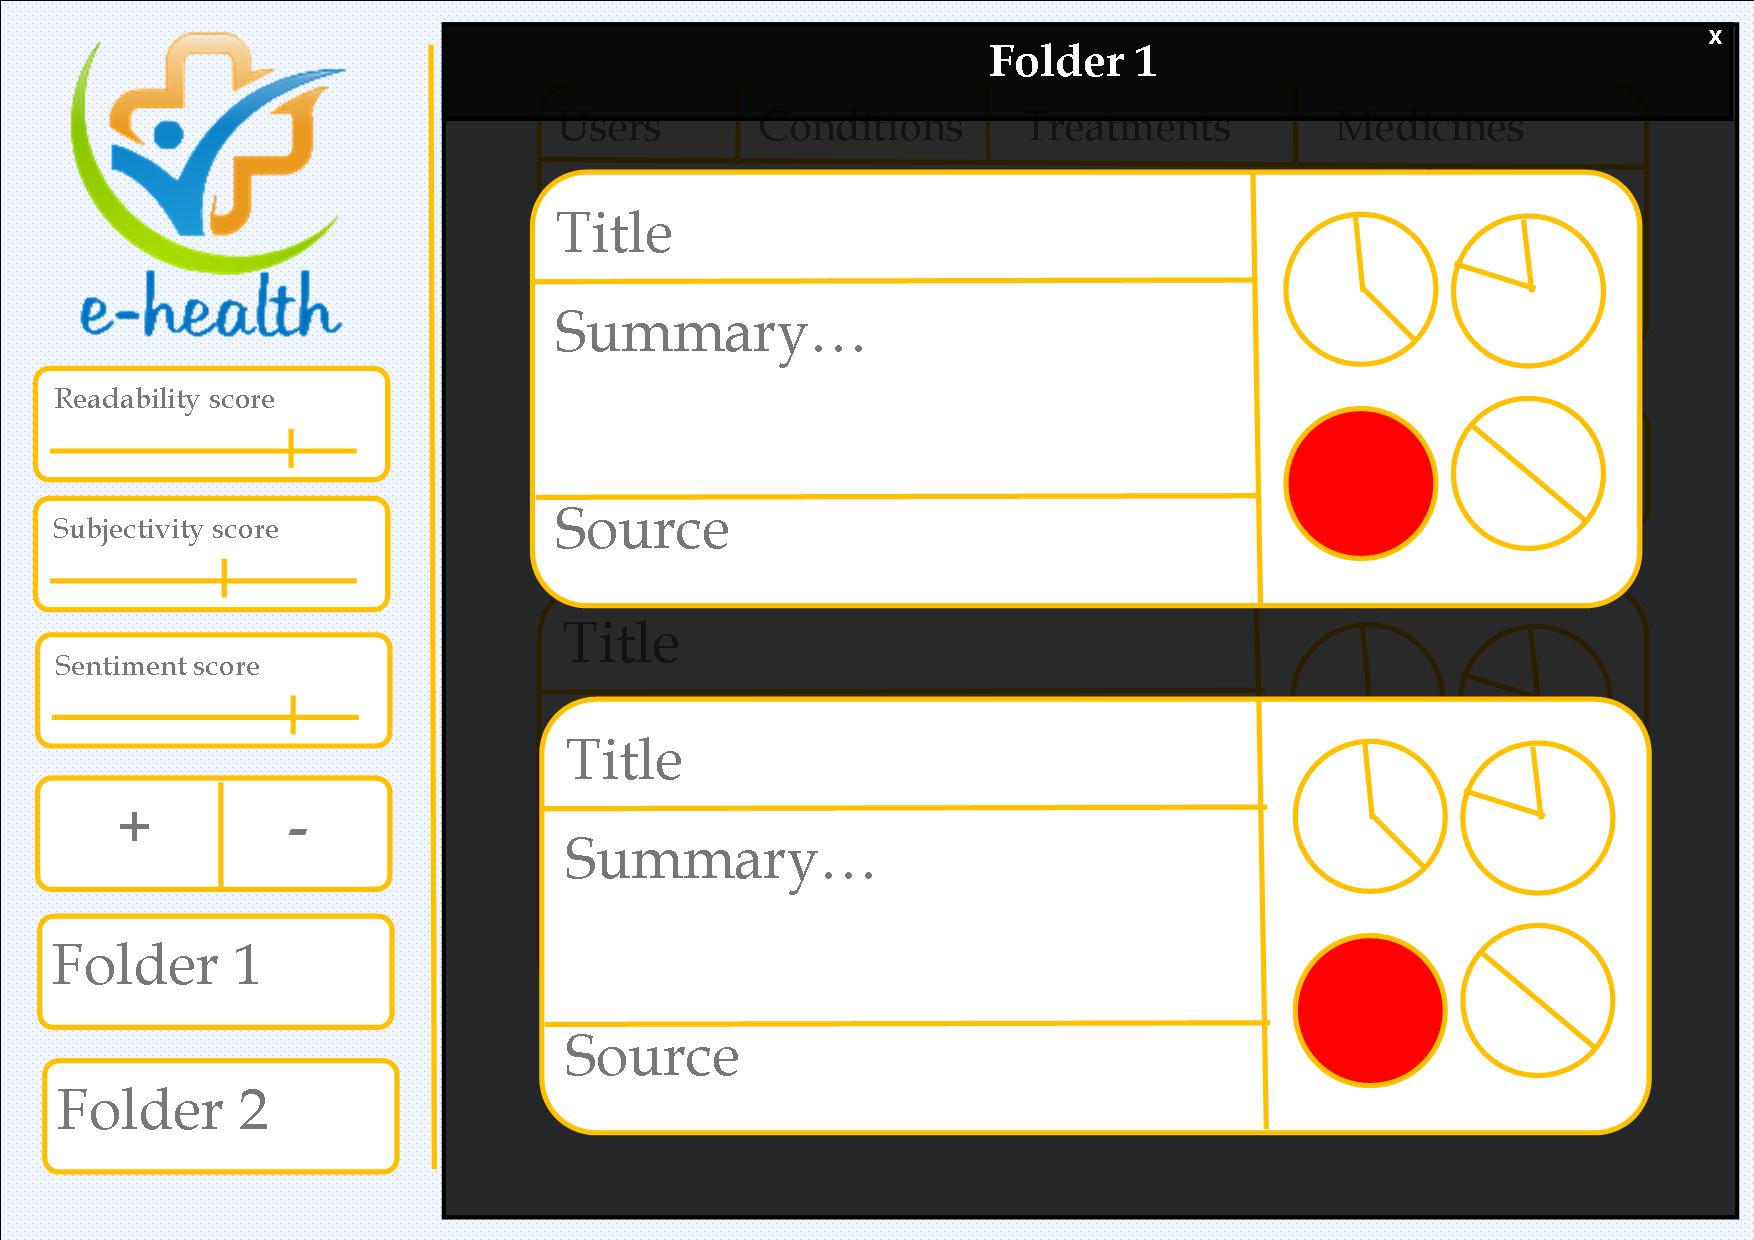 e-health
Readability score
Subjectivity score
Sentiment score
+ -
Folder 1
Folder 2
Folder 1 x
Users Conditions Treatments Medicines
Title
Summary…
Source
Title
Title
Summary…
Source